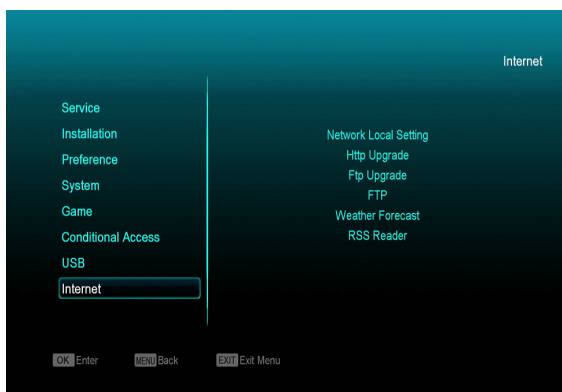 Internet
Service
Installation
Preference
System
Game
Conditional Access
USB
Internet
Network Local Setting
Http Upgrade
Ftp Upgrade
FTP
Weather Forecast
RSS Reader
OK Enter MENU Back EXIT Exit Menu